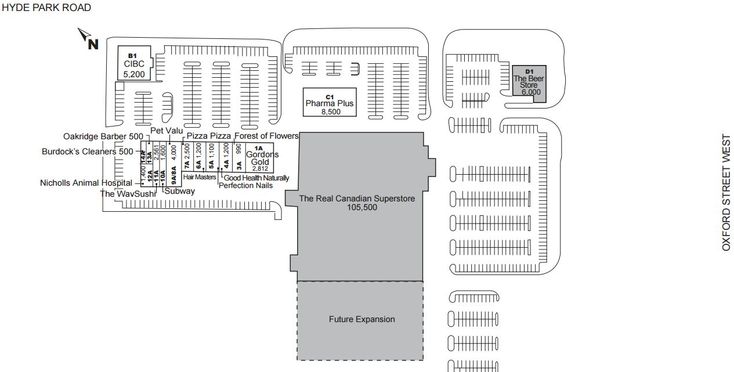 HYDE PARK ROAD
N
B1
CIBC
5,200
C1
Pharma Plus
8,500
D1
The Beer
Store
6,000
OXFORD STREET WEST
Pet Valu
Oakridge Barber 500
Pizza Pizza
Forest of Flowers
Burdock's Cleaners 500
14A
13A
1,400
12A
2,561
11A
1,600
10A
4,000
9A/8A
2,500
7A
1,200
6A
1,100
5A
1,200
4A
990
3A
1A
Gordons
Gold
2.812
Nicholls Animal Hospital
The WavSushi
Subway
Hair Masters
Good Health Naturally
Perfection Nails
The Real Canadian Superstore
105,500
Future Expansion